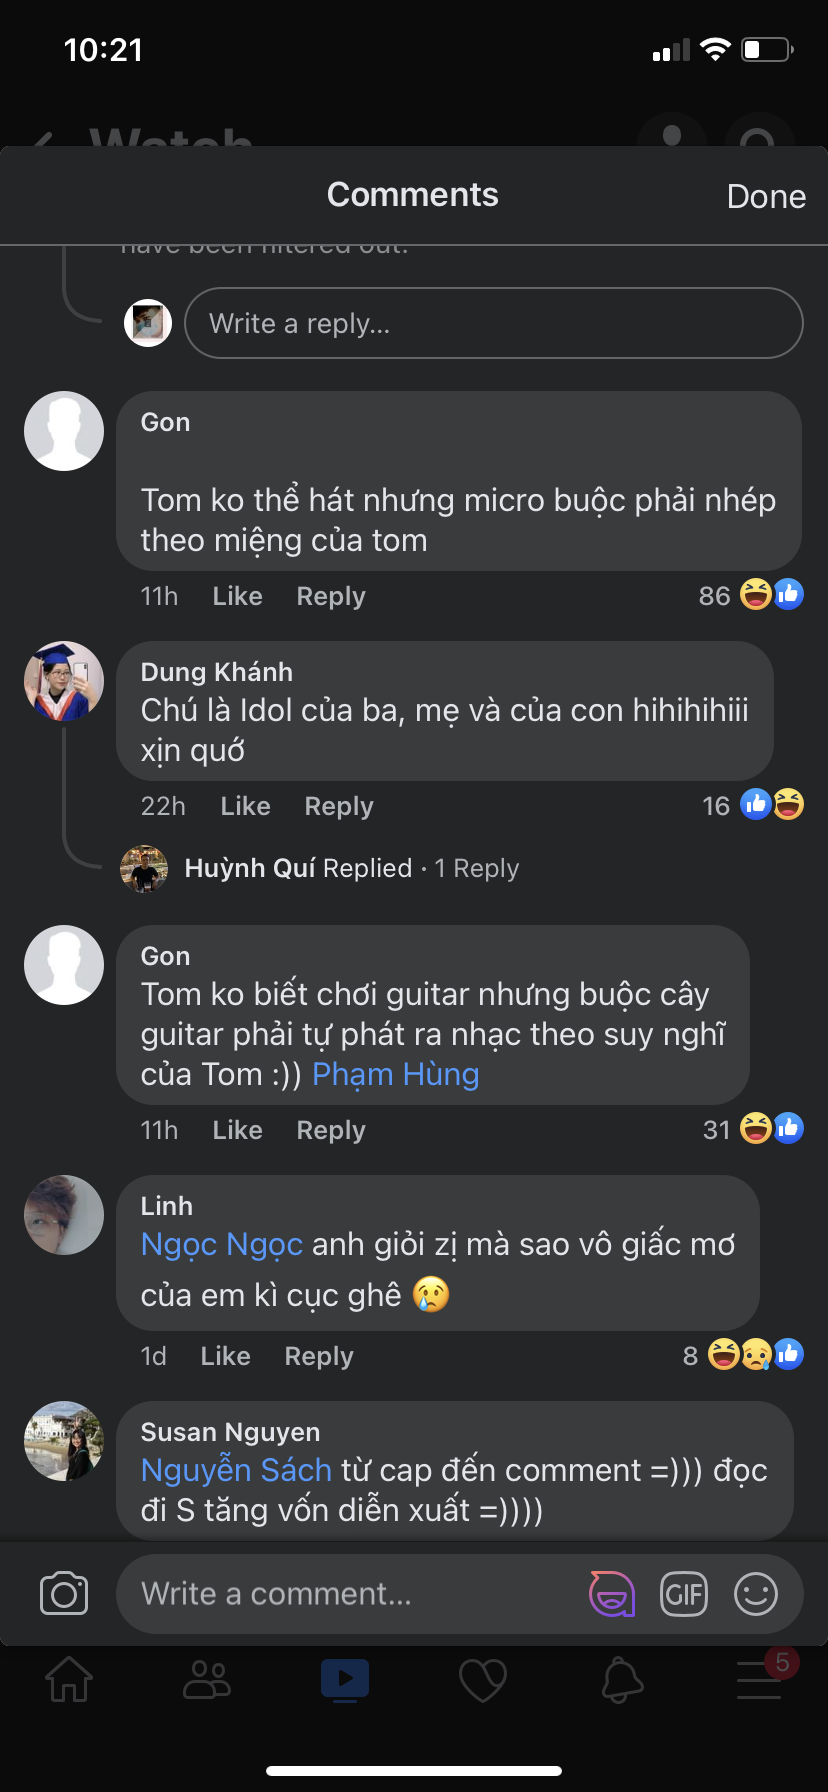 10:21
Watch
Comments
Done
have been filtered out.
Write a reply...
Gon
Tom ko thể hát nhưng micro buộc phải nhép
theo miệng của tom
11h Like Reply 86
Dung Khánh
Chú là Idol của ba, mẹ và của con hihihihiii
xịn quớ
22h Like Reply 16
Huỳnh Quí Replied · 1 Reply
Gon
Tom ko biết chơi guitar nhưng buộc cây
guitar phải tự phát ra nhạc theo suy nghĩ
của Tom :)) Phạm Hùng
11h Like Reply 31
Linh
Ngọc Ngọc anh giỏi zị mà sao vô giấc mơ
của em kì cục ghê 😢
1d Like Reply 8
Susan Nguyen
Nguyễn Sách từ cap đến comment =))) đọc
đi S tăng vốn diễn xuất =))))
Write a comment...
GIF
5